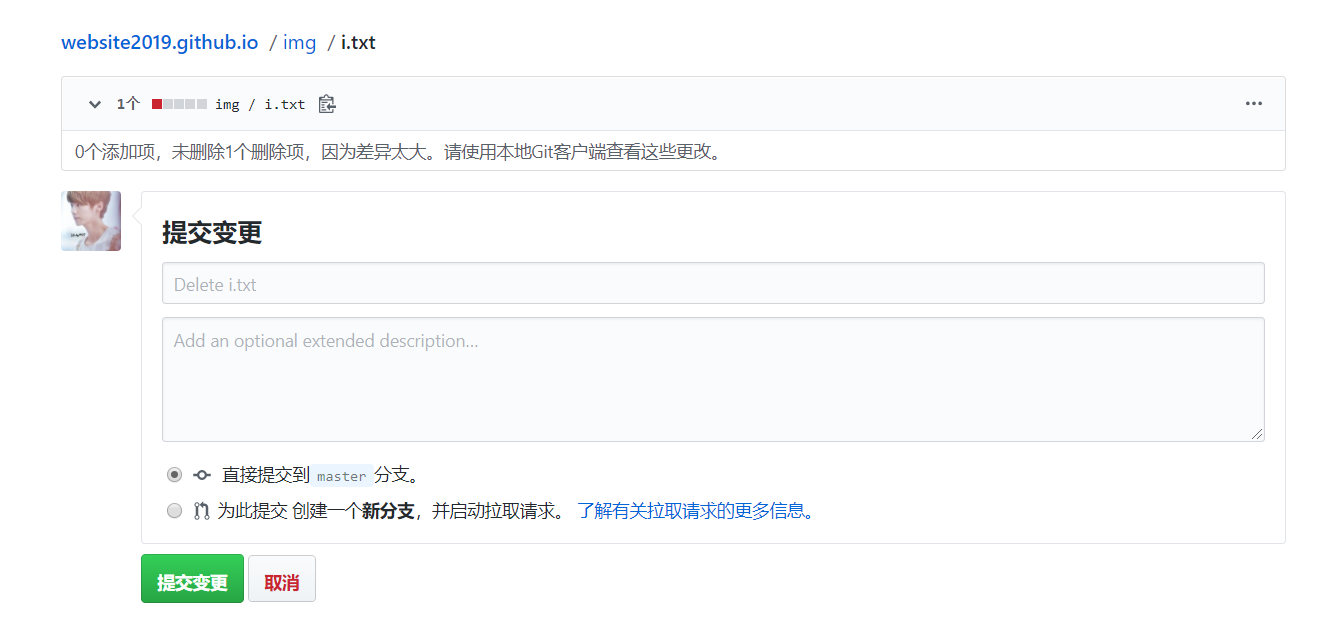 website2019.github.io / img / i.txt
1个 img / i.txt
0个添加项，未删除1个删除项，因为差异太大。请使用本地Git客户端查看这些更改。
提交变更
Delete i.txt
Add an optional extended description...
直接提交到 master 分支。
为此提交 创建一个新分支，并启动拉取请求。 了解有关拉取请求的更多信息。
提交变更 取消